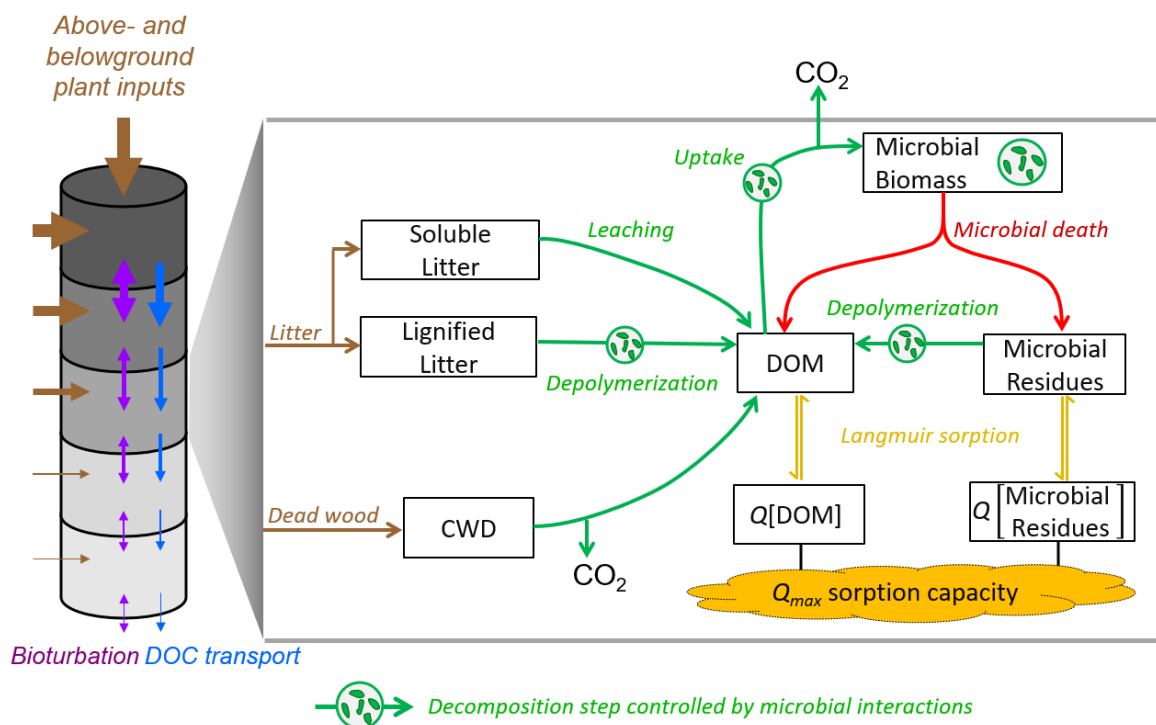 Above- and
belowground
plant inputs
CO2
Uptake
Microbial
Biomass
Leaching
Microbial death
Soluble
Litter
Litter
Lignified
Litter
Depolymerization
Depolymerization
DOM
Microbial
Residues
Langmuir sorption
Dead wood
CWD
CO2
Q[DOM]
Q[Microbial
Residues]
Qmax sorption capacity
Bioturbation DOC transport
Decomposition step controlled by microbial interactions